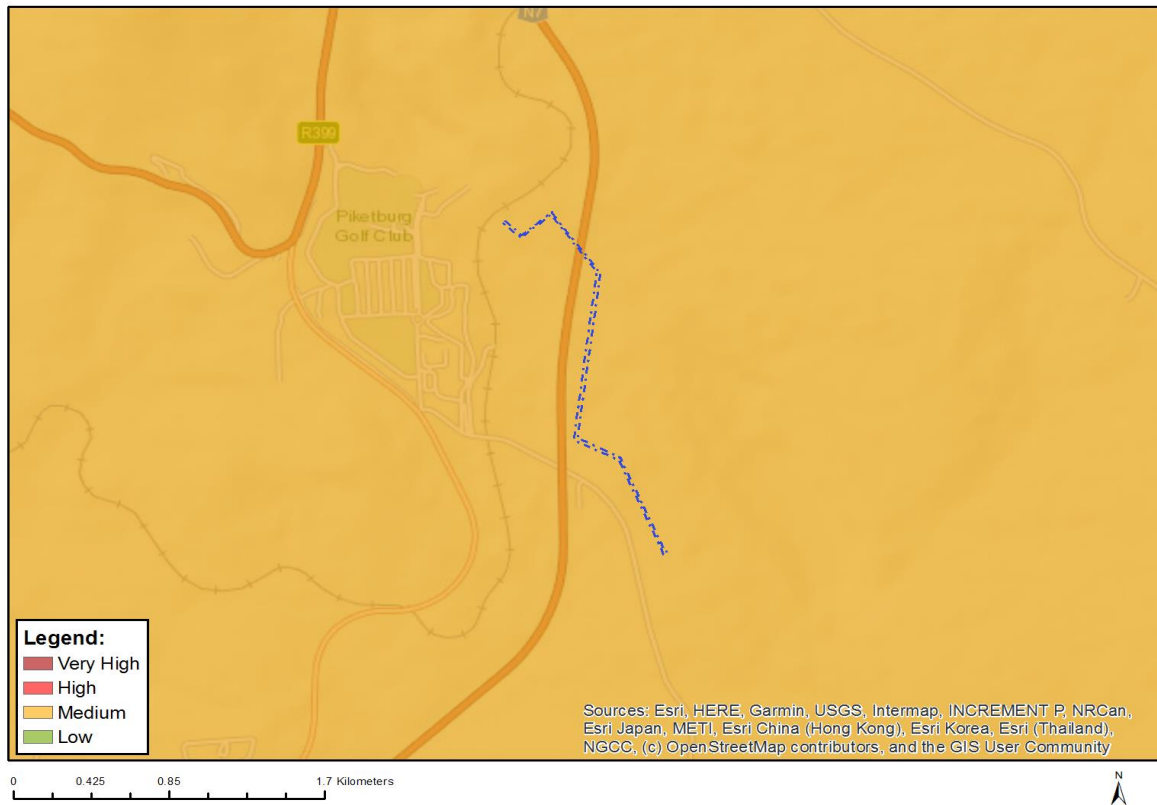 N7
R399
Piketburg
Golf Club
Legend:
Very High
High
Medium
Low
Sources: Esri, HERE, Garmin, USGS, Intermap, INCREMENT P, NRCan,
Esri Japan, METI, Esri China (Hong Kong), Esri Korea, Esri (Thailand),
NGCC, (c) OpenStreetMap contributors, and the GIS User Community
0 0.425 0.85 1.7 Kilometers
N